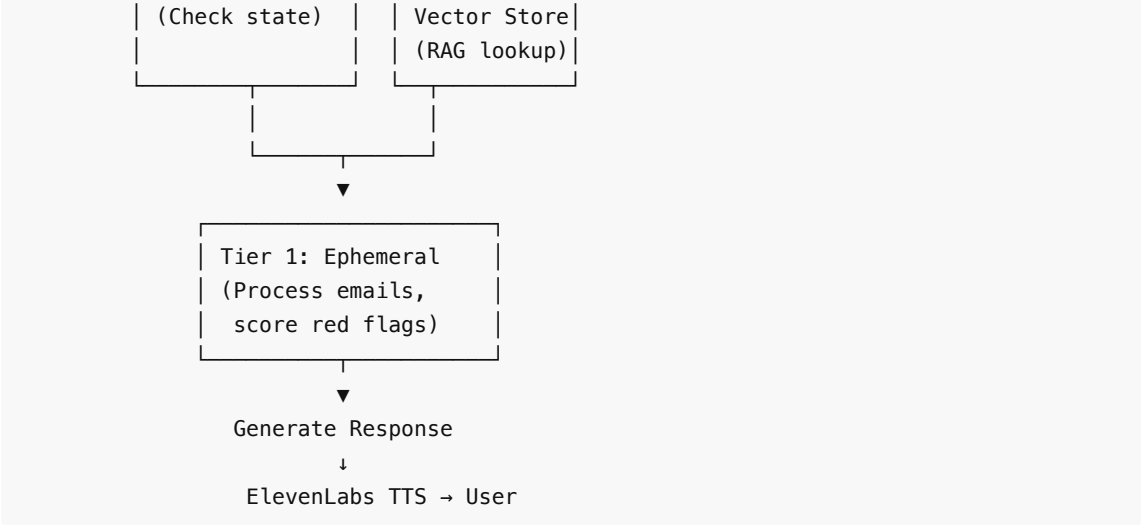 (Check state) Vector Store
(RAG lookup)
▼
Tier 1: Ephemeral
(Process emails,
score red flags)
▼
Generate Response
↓
ElevenLabs TTS → User